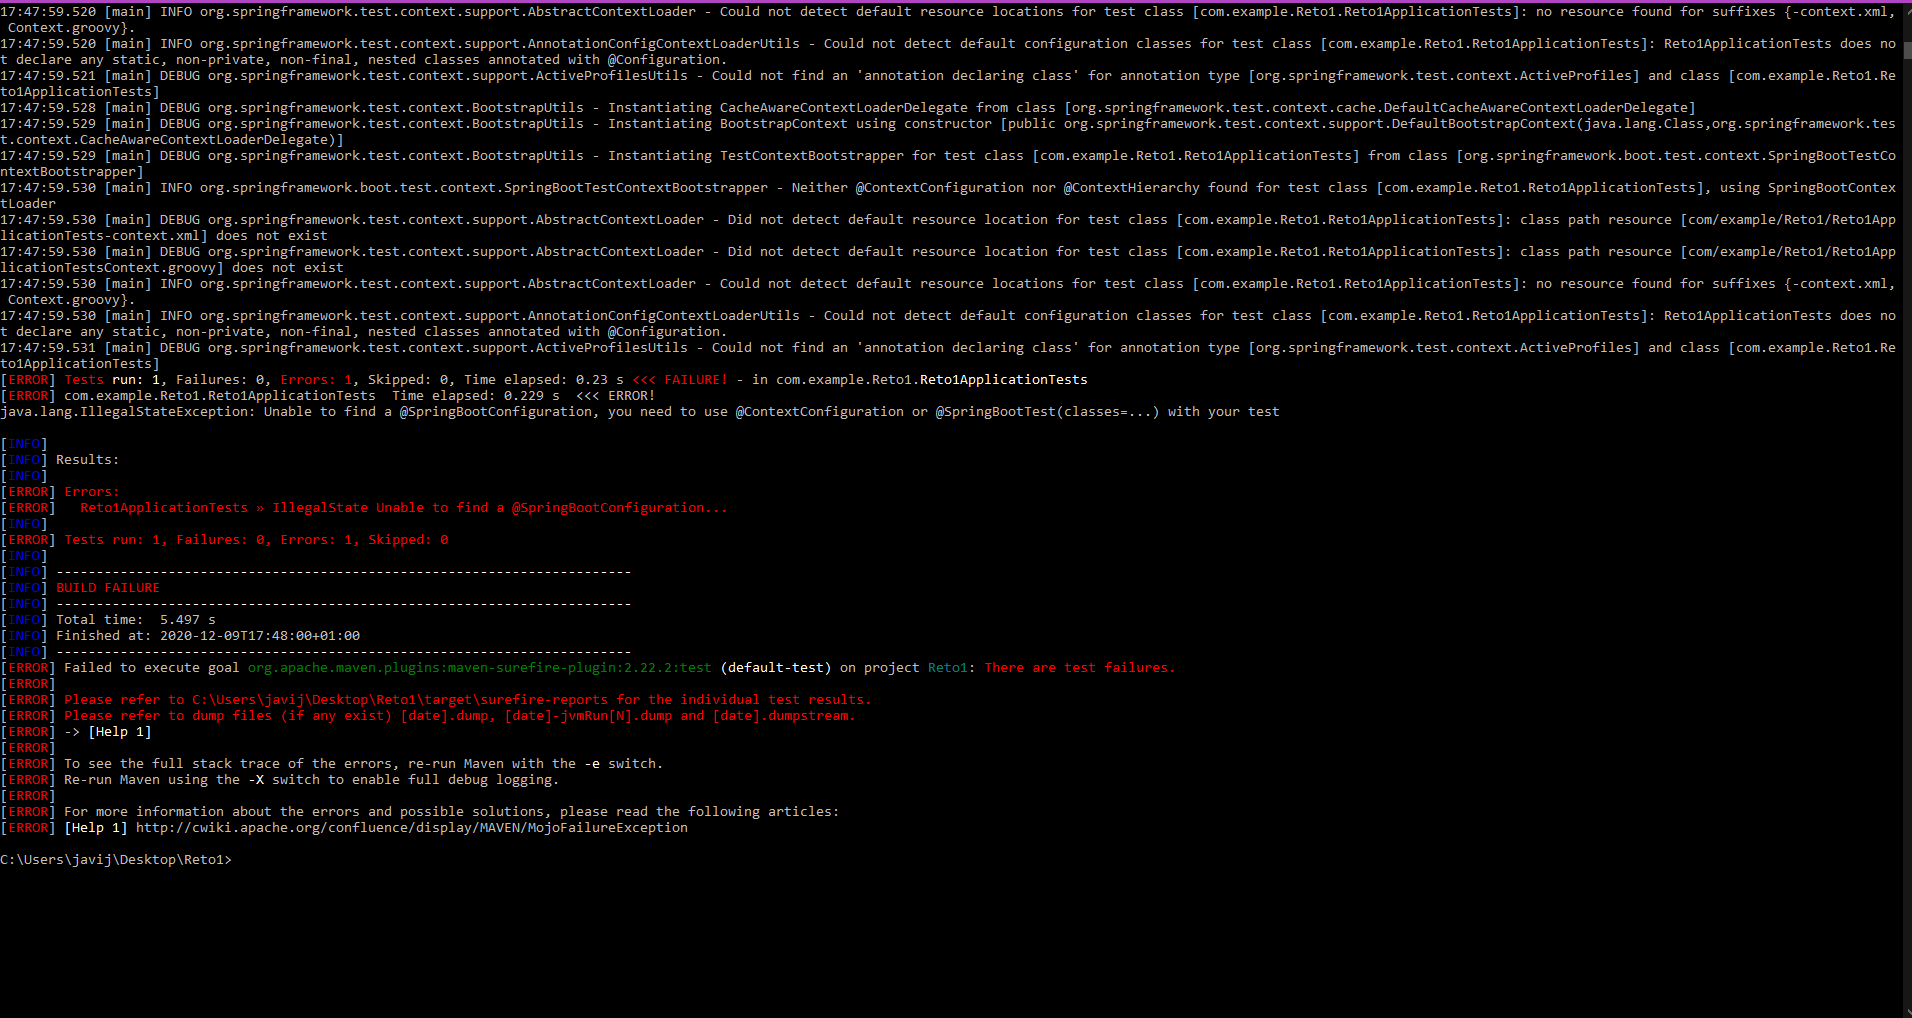 17:47:59.520 [main] INFO org.springframework.test.context.support.AbstractContextLoader - Could not detect default resource locations for test class [com.example.Reto1.Reto1ApplicationTests]: no resource found for suffixes {-context.xml,
 Context.groovy}.
17:47:59.520 [main] INFO org.springframework.test.context.support.AnnotationConfigContextLoaderUtils - Could not detect default configuration classes for test class [com.example.Reto1.Reto1ApplicationTests]: Reto1ApplicationTests does no
t declare any static, non-private, non-final, nested classes annotated with @Configuration.
17:47:59.521 [main] DEBUG org.springframework.test.context.support.ActiveProfilesUtils - Could not find an 'annotation declaring class' for annotation type [org.springframework.test.context.ActiveProfiles] and class [com.example.Reto1.Re
to1ApplicationTests]
17:47:59.528 [main] DEBUG org.springframework.test.context.BootstrapUtils - Instantiating CacheAwareContextLoaderDelegate from class [org.springframework.test.context.cache.DefaultCacheAwareContextLoaderDelegate]
17:47:59.529 [main] DEBUG org.springframework.test.context.BootstrapUtils - Instantiating BootstrapContext using constructor [public org.springframework.test.context.support.DefaultBootstrapContext(java.lang.Class,org.springframework.tes
t.context.CacheAwareContextLoaderDelegate)]
17:47:59.529 [main] DEBUG org.springframework.test.context.BootstrapUtils - Instantiating TestContextBootstrapper for test class [com.example.Reto1.Reto1ApplicationTests] from class [org.springframework.boot.test.context.SpringBootTestCo
ntextBootstrapper]
17:47:59.530 [main] INFO org.springframework.boot.test.context.SpringBootTestContextBootstrapper - Neither @ContextConfiguration nor @ContextHierarchy found for test class [com.example.Reto1.Reto1ApplicationTests], using SpringBootContex
tLoader
17:47:59.530 [main] DEBUG org.springframework.test.context.support.AbstractContextLoader - Did not detect default resource location for test class [com.example.Reto1.Reto1ApplicationTests]: class path resource [com/example/Reto1/Reto1App
licationTests-context.xml] does not exist
17:47:59.530 [main] DEBUG org.springframework.test.context.support.AbstractContextLoader - Did not detect default resource location for test class [com.example.Reto1.Reto1ApplicationTests]: class path resource [com/example/Reto1/Reto1App
licationTestsContext.groovy] does not exist
17:47:59.530 [main] INFO org.springframework.test.context.support.AbstractContextLoader - Could not detect default resource locations for test class [com.example.Reto1.Reto1ApplicationTests]: no resource found for suffixes {-context.xml,
 Context.groovy}.
17:47:59.530 [main] INFO org.springframework.test.context.support.AnnotationConfigContextLoaderUtils - Could not detect default configuration classes for test class [com.example.Reto1.Reto1ApplicationTests]: Reto1ApplicationTests does no
t declare any static, non-private, non-final, nested classes annotated with @Configuration.
17:47:59.531 [main] DEBUG org.springframework.test.context.support.ActiveProfilesUtils - Could not find an 'annotation declaring class' for annotation type [org.springframework.test.context.ActiveProfiles] and class [com.example.Reto1.Re
to1ApplicationTests]
[ERROR] Tests run: 1, Failures: 0, Errors: 1, Skipped: 0, Time elapsed: 0.23 s <<< FAILURE! - in com.example.Reto1.Reto1ApplicationTests
[ERROR] com.example.Reto1.Reto1ApplicationTests  Time elapsed: 0.229 s  <<< ERROR!
java.lang.IllegalStateException: Unable to find a @SpringBootConfiguration, you need to use @ContextConfiguration or @SpringBootTest(classes=...) with your test
[INFO]
[INFO] Results:
[INFO]
[ERROR] Errors:
[ERROR]   Reto1ApplicationTests » IllegalState Unable to find a @SpringBootConfiguration...
[INFO]
[ERROR] Tests run: 1, Failures: 0, Errors: 1, Skipped: 0
[INFO]
[INFO] ------------------------------------------------------------------------
[INFO] BUILD FAILURE
[INFO] ------------------------------------------------------------------------
[INFO] Total time:  5.497 s
[INFO] Finished at: 2020-12-09T17:48:00+01:00
[INFO] ------------------------------------------------------------------------
[ERROR] Failed to execute goal org.apache.maven.plugins:maven-surefire-plugin:2.22.2:test (default-test) on project Reto1: There are test failures.
[ERROR]
[ERROR] Please refer to C:\Users\javij\Desktop\Reto1\target\surefire-reports for the individual test results.
[ERROR] Please refer to dump files (if any exist) [date].dump, [date]-jvmRun[N].dump and [date].dumpstream.
[ERROR] -> [Help 1]
[ERROR]
[ERROR] To see the full stack trace of the errors, re-run Maven with the -e switch.
[ERROR] Re-run Maven using the -X switch to enable full debug logging.
[ERROR]
[ERROR] For more information about the errors and possible solutions, please read the following articles:
[ERROR] [Help 1] http://cwiki.apache.org/confluence/display/MAVEN/MojoFailureException
C:\Users\javij\Desktop\Reto1>